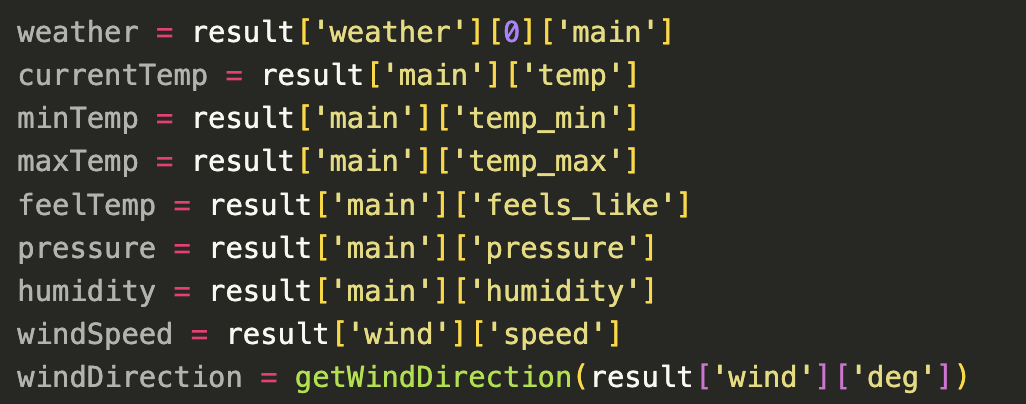 weather = result['weather'][0]['main']
currentTemp = result['main']['temp']
minTemp = result['main']['temp_min']
maxTemp = result['main']['temp_max']
feelTemp = result['main']['feels_like']
pressure = result['main']['pressure']
humidity = result['main']['humidity']
windSpeed = result['wind']['speed']
windDirection = getWindDirection(result['wind']['deg'])